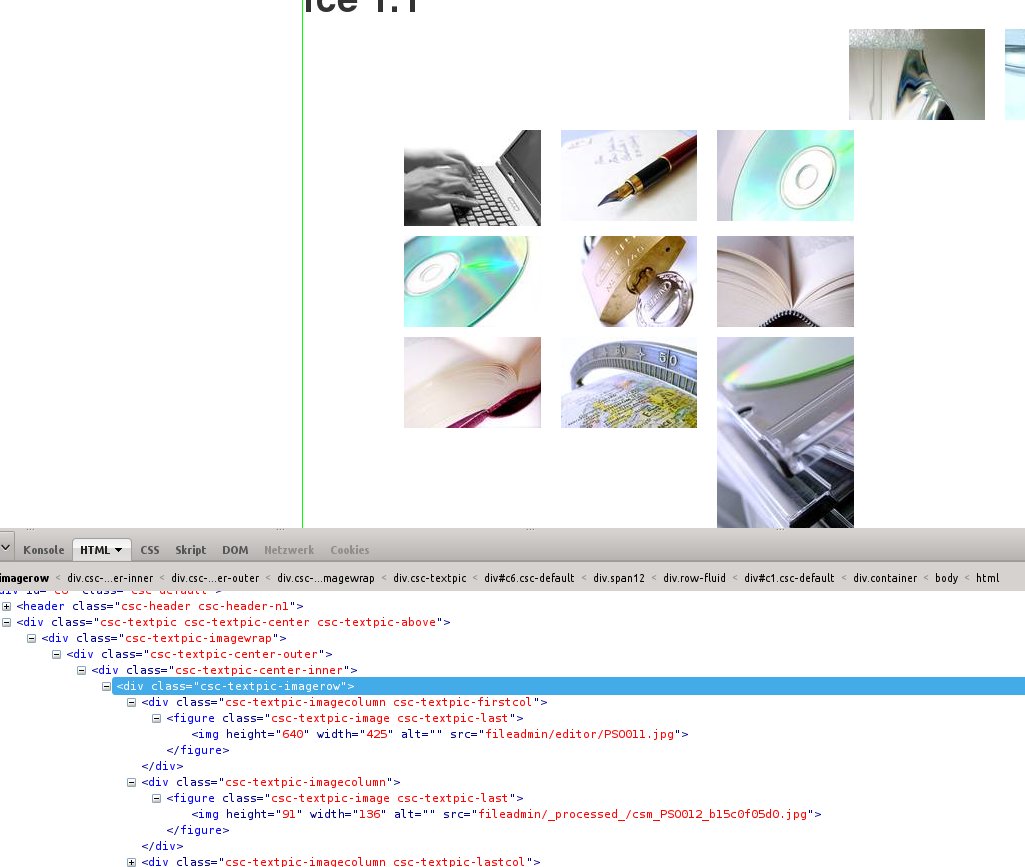 Ice 1.1
50
Konsole HTML CSS Skript DOM Netzwerk Cookies
imagerow < div.csc-...er-inner < div.csc-...er-outer < div.csc-...magewrap < div.csc-textpic < div#c6.csc-default < div.span12 < div.row-fluid < div#c1.csc-default < div.container < body < html
<header class="csc-header csc-header-n1">
<div class="csc-textpic csc-textpic-center csc-textpic-above">
<div class="csc-textpic-imagewrap">
<div class="csc-textpic-center-outer">
<div class="csc-textpic-center-inner">
<div class="csc-textpic-imagerow">
<div class="csc-textpic-imagecolumn csc-textpic-firstcol">
<figure class="csc-textpic-image csc-textpic-last">
<img height="640" width="425" alt="" src="fileadmin/editor/PSO011.jpg">
</figure>
</div>
<div class="csc-textpic-imagecolumn">
<figure class="csc-textpic-image csc-textpic-last">
<img height="91" width="136" alt="" src="fileadmin/_processed_/csm_PSO012_b15c0f05d0.jpg">
</figure>
</div>
<div class="csc-textpic-imagecolumn csc-textpic-lastcol">